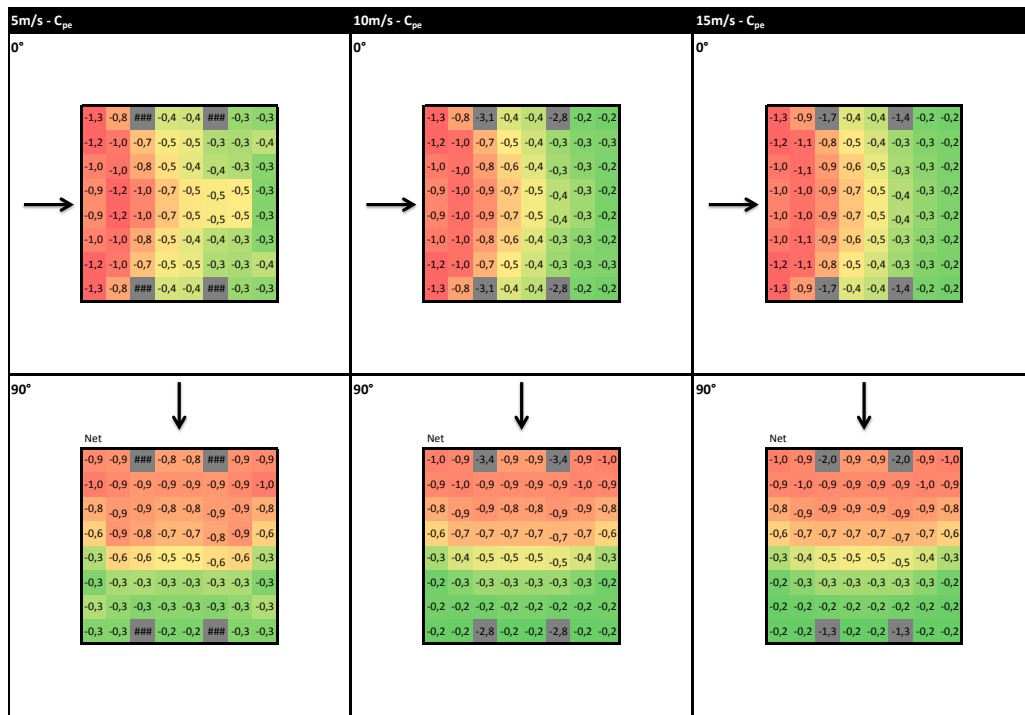 5m/s - Cpe
10m/s - Cpe
15m/s - Cpe
0°
0°
0°
-1,3 -0,8 ### -0,4 -0,4 ### -0,3 -0,3
-1,2 -1,0 -0,7 -0,5 -0,5 -0,3 -0,3 -0,4
-1,0 -1,0 -0,8 -0,5 -0,4 -0,4 -0,3 -0,3
-0,9 -1,2 -1,0 -0,7 -0,5 -0,5 -0,5 -0,3
-0,9 -1,2 -1,0 -0,7 -0,5 -0,5 -0,5 -0,3
-1,0 -1,0 -0,8 -0,5 -0,4 -0,4 -0,3 -0,3
-1,2 -1,0 -0,7 -0,5 -0,5 -0,3 -0,3 -0,4
-1,3 -0,8 ### -0,4 -0,4 ### -0,3 -0,3
-1,3 -0,8 -3,1 -0,4 -0,4 -2,8 -0,2 -0,2
-1,2 -1,0 -0,7 -0,5 -0,4 -0,3 -0,3 -0,2
-1,0 -1,0 -0,8 -0,6 -0,4 -0,3 -0,3 -0,2
-0,9 -1,0 -0,9 -0,7 -0,5 -0,4 -0,3 -0,2
-0,9 -1,0 -0,9 -0,7 -0,5 -0,4 -0,3 -0,2
-1,0 -1,0 -0,8 -0,6 -0,4 -0,3 -0,3 -0,2
-1,2 -1,0 -0,7 -0,5 -0,4 -0,3 -0,3 -0,2
-1,3 -0,8 -3,1 -0,4 -0,4 -2,8 -0,2 -0,2
-1,3 -0,9 -1,7 -0,4 -0,4 -1,4 -0,2 -0,2
-1,2 -1,1 -0,8 -0,5 -0,4 -0,3 -0,3 -0,2
-1,0 -1,1 -0,9 -0,6 -0,5 -0,3 -0,3 -0,2
-1,0 -1,0 -0,9 -0,7 -0,5 -0,4 -0,3 -0,2
-1,0 -1,0 -0,9 -0,7 -0,5 -0,4 -0,3 -0,2
-1,0 -1,1 -0,9 -0,6 -0,5 -0,3 -0,3 -0,2
-1,2 -1,1 -0,8 -0,5 -0,4 -0,3 -0,3 -0,2
-1,3 -0,9 -1,7 -0,4 -0,4 -1,4 -0,2 -0,2
90°
90°
90°
Net
-0,9 -0,9 ### -0,8 -0,8 ### -0,9 -0,9
-1,0 -0,9 -0,9 -0,9 -0,9 -0,9 -0,9 -1,0
-0,8 -0,9 -0,9 -0,8 -0,8 -0,9 -0,9 -0,8
-0,6 -0,9 -0,8 -0,7 -0,7 -0,8 -0,9 -0,6
-0,3 -0,6 -0,6 -0,5 -0,5 -0,6 -0,6 -0,3
-0,3 -0,3 -0,3 -0,3 -0,3 -0,3 -0,3 -0,3
-0,3 -0,3 -0,3 -0,2 -0,2 -0,3 -0,3 -0,3
-0,3 -0,3 ### -0,2 -0,2 ### -0,3 -0,3
Net
-1,0 -0,9 -3,4 -0,9 -0,9 -3,4 -0,9 -1,0
-0,9 -1,0 -0,9 -0,9 -0,9 -0,9 -1,0 -0,9
-0,8 -0,9 -0,9 -0,9 -0,9 -0,9 -0,9 -0,8
-0,6 -0,7 -0,7 -0,7 -0,7 -0,7 -0,7 -0,6
-0,3 -0,4 -0,5 -0,5 -0,5 -0,5 -0,4 -0,3
-0,2 -0,3 -0,3 -0,3 -0,3 -0,3 -0,3 -0,2
-0,2 -0,2 -0,2 -0,2 -0,2 -0,2 -0,2 -0,2
-0,2 -0,2 -2,8 -0,2 -0,2 -2,8 -0,2 -0,2
Net
-1,0 -0,9 -2,0 -0,9 -0,9 -2,0 -0,9 -1,0
-0,9 -1,0 -0,9 -0,9 -0,9 -0,9 -1,0 -0,9
-0,8 -0,9 -0,9 -0,9 -0,9 -0,9 -0,9 -0,8
-0,6 -0,7 -0,7 -0,7 -0,7 -0,7 -0,7 -0,6
-0,3 -0,4 -0,5 -0,5 -0,5 -0,5 -0,4 -0,3
-0,2 -0,2 -0,3 -0,3 -0,3 -0,3 -0,2 -0,2
-0,2 -0,2 -0,2 -0,2 -0,2 -0,2 -0,2 -0,2
-0,2 -0,2 -1,3 -0,2 -0,2 -1,3 -0,2 -0,2